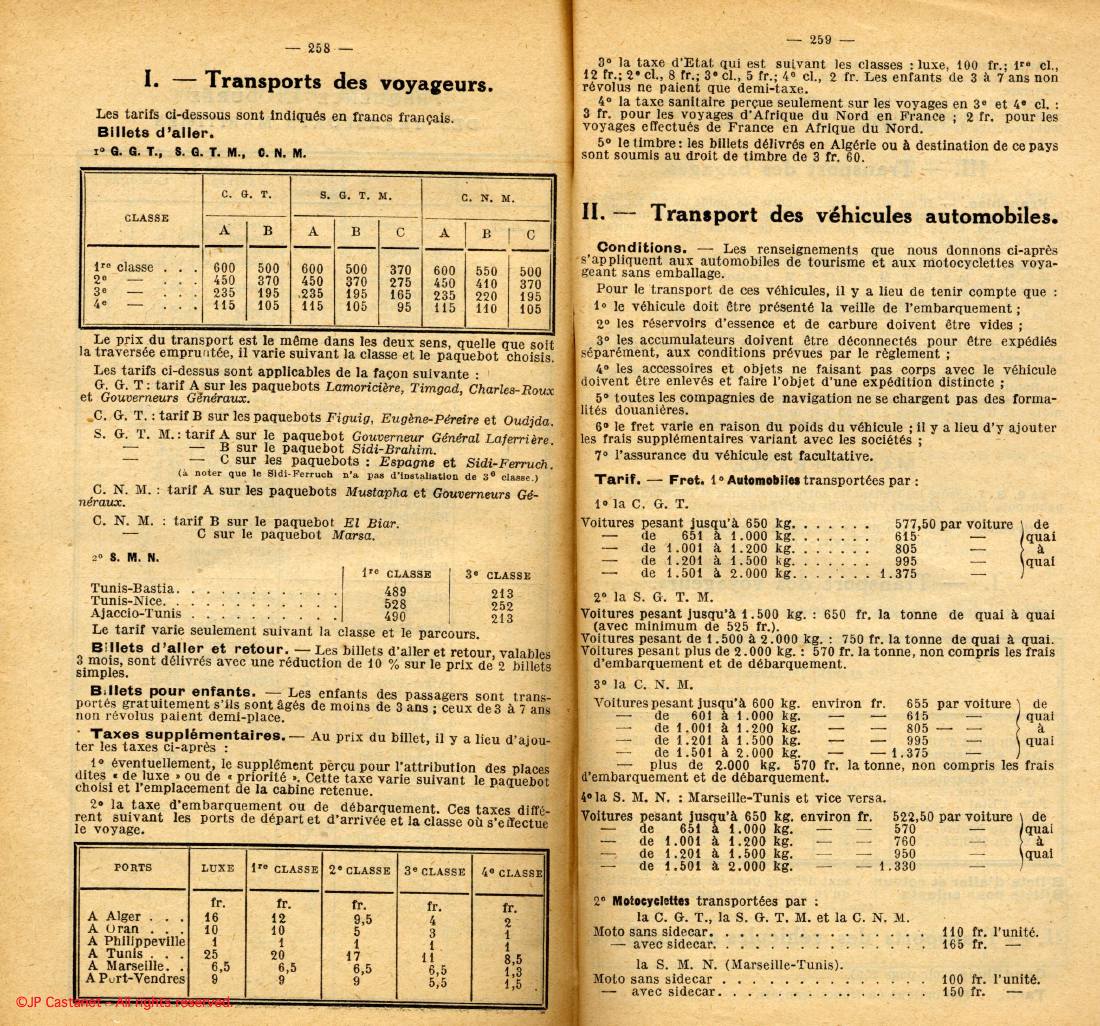 — 258 —
I. — Transports des voyageurs.
Les tarifs ci-dessous sont indiqués en francs français.
Billets d'aller.
1º G. G. T., S. G. T. M., C. N. M.
CLASSE C. G. T. S. G. T. M. C. N. M.
A B A B C A B C
1re classe . . . 600 500 600 500 370 600 550 500
2e — . . . 450 370 450 370 275 450 410 370
3e — . . . 235 195 235 195 165 235 220 195
4e — . . . 115 105 115 105 95 115 110 105
Le prix du transport est le même dans les deux sens, quelle que soit
la traversée empruntée, il varie suivant la classe et le paquebot choisis.
Les tarifs ci-dessus sont applicables de la façon suivante :
G. G. T : tarif A sur les paquebots Lamoricière, Timgad, Charles-Roux
et Gouverneurs Généraux.
C. G. T. : tarif B sur les paquebots Figuig, Eugène-Péreire et Oudjda.
S. G. T. M. : tarif A sur le paquebot Gouverneur Général Laferrière.
— — B sur le paquebot Sidi-Brahim.
— — C sur les paquebots : Espagne et Sidi-Ferruch.
(à noter que le Sidi-Ferruch n'a pas d'installation de 3e classe.)
C. N. M. : tarif A sur les paquebots Mustapha et Gouverneurs Gé-
néraux.
C. N. M. : tarif B sur le paquebot El Biar.
— C sur le paquebot Marsa.
2º S. M. N.
1re CLASSE 3e CLASSE
Tunis-Bastia. . . . . . . . . . . 489 213
Tunis-Nice. . . . . . . . . . . . 528 252
Ajaccio-Tunis . . . . . . . . . . 490 213
Le tarif varie seulement suivant la classe et le parcours.
Billets d'aller et retour. — Les billets d'aller et retour, valables
3 mois, sont délivrés avec une réduction de 10 % sur le prix de 2 billets
simples.
Billets pour enfants. — Les enfants des passagers sont trans-
portés gratuitement s'ils sont âgés de moins de 3 ans ; ceux de 3 à 7 ans
non révolus paient demi-place.
Taxes supplémentaires. — Au prix du billet, il y a lieu d'ajou-
ter les taxes ci-après :
1º éventuellement, le supplément perçu pour l'attribution des places
dites « de luxe » ou de « priorité ». Cette taxe varie suivant le paquebot
choisi et l'emplacement de la cabine retenue.
2º la taxe d'embarquement ou de débarquement. Ces taxes diffé-
rent suivant les ports de départ et d'arrivée et la classe où s'effectue
le voyage.
PORTS LUXE 1re CLASSE 2e CLASSE 3e CLASSE 4e CLASSE
fr. fr. fr. fr. fr.
A Alger . . . 16 12 9,5 4 2
A Oran . . . 10 10 5 3 1
A Philippeville 1 1 1 1 1
A Tunis . . . 25 20 17 11 8,5
A Marseille. . 6,5 6,5 6,5 6,5 1,3
A Port-Vendres 9 9 9 5,5 1,5
©JP Castanet - All rights reserved.
— 259 —
3º la taxe d'Etat qui est suivant les classes : luxe, 100 fr. ; 1re cl.,
12 fr. ; 2e cl., 8 fr. ; 3e cl., 5 fr. ; 4e cl., 2 fr. Les enfants de 3 à 7 ans non
révolus ne paient que demi-taxe.
4º la taxe sanitaire perçue seulement sur les voyages en 3e et 4e cl. :
3 fr. pour les voyages d'Afrique du Nord en France ; 2 fr. pour les
voyages effectués de France en Afrique du Nord.
5º le timbre : les billets délivrés en Algérie ou à destination de ce pays
sont soumis au droit de timbre de 3 fr. 60.
II. — Transport des véhicules automobiles.
Conditions. — Les renseignements que nous donnons ci-après
s'appliquent aux automobiles de tourisme et aux motocyclettes voya-
geant sans emballage.
Pour le transport de ces véhicules, il y a lieu de tenir compte que :
1º le véhicule doit être présenté la veille de l'embarquement ;
2º les réservoirs d'essence et de carbure doivent être vides ;
3º les accumulateurs doivent être déconnectés pour être expédiés
séparément, aux conditions prévues par le règlement ;
4º les accessoires et objets ne faisant pas corps avec le véhicule
doivent être enlevés et faire l'objet d'une expédition distincte ;
5º toutes les compagnies de navigation ne se chargent pas des forma-
lités douanières.
6º le fret varie en raison du poids du véhicule ; il y a lieu d'y ajouter
les frais supplémentaires variant avec les sociétés ;
7º l'assurance du véhicule est facultative.
Tarif. — Fret. 1º Automobiles transportées par :
1º la C. G. T.
Voitures pesant jusqu'à 650 kg. . . . . . . 577,50 par voiture de
— de 651 à 1.000 kg. . . . . . . 615 — quai
— de 1.001 à 1.200 kg. . . . . . . 805 — à
— de 1.201 à 1.500 kg. . . . . . . 995 — quai
— de 1.501 à 2.000 kg. . . . . . . 1.375 —
2º la S. G. T. M.
Voitures pesant jusqu'à 1.500 kg. : 650 fr. la tonne de quai à quai
(avec minimum de 525 fr.).
Voitures pesant de 1.500 à 2.000 kg. : 750 fr. la tonne de quai à quai.
Voitures pesant plus de 2.000 kg. : 570 fr. la tonne, non compris les frais
d'embarquement et de débarquement.
3º la C. N. M.
Voitures pesant jusqu'à 600 kg. environ fr. 655 par voiture de
— de 601 à 1.000 kg. — — 615 — quai
— de 1.001 à 1.200 kg. — — 805 — — à
— de 1.201 à 1.500 kg. — — 995 — quai
— de 1.501 à 2.000 kg. — — 1.375 —
— plus de 2.000 kg. 570 fr. la tonne, non compris les frais
d'embarquement et de débarquement.
4º la S. M. N. : Marseille-Tunis et vice versa.
Voitures pesant jusqu'à 650 kg. environ fr. 522,50 par voiture de
— de 651 à 1.000 kg. — — 570 — quai
— de 1.001 à 1.200 kg. — — 760 — à
— de 1.201 à 1.500 kg. — — 950 — quai
— de 1.501 à 2.000 kg. — — 1.330 —
2º Motocyclettes transportées par :
la C. G. T., la S. G. T. M. et la C. N. M.
Moto sans sidecar. . . . . . . . . . . . . . 110 fr. l'unité.
— avec sidecar. . . . . . . . . . . . . . 165 fr. —
la S. M. N. (Marseille-Tunis).
Moto sans sidecar . . . . . . . . . . . . . 100 fr. l'unité.
— avec sidecar. . . . . . . . . . . . . . 150 fr. —